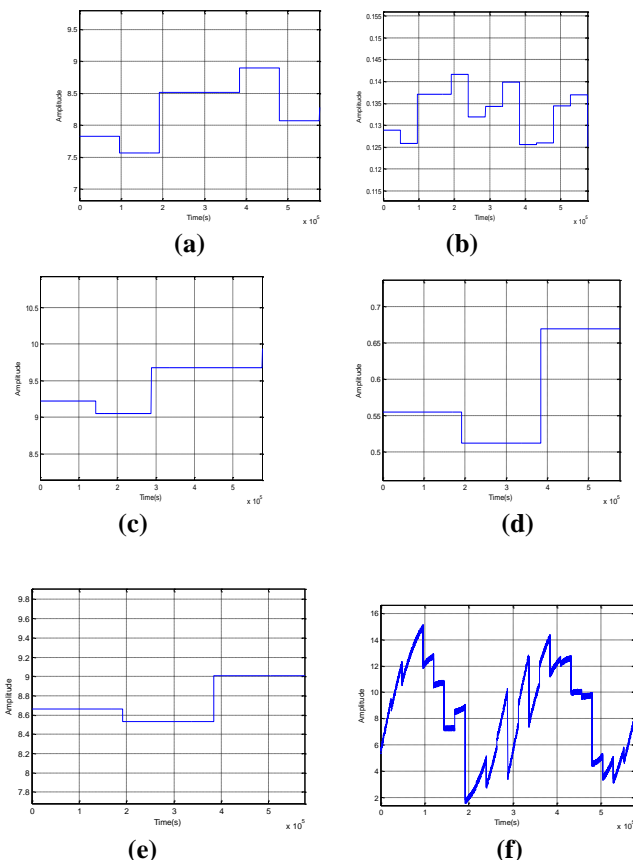 9.5
9
8.5
8
7.5
7
Amplitude
0 1 2 3 4 5
Time(s)
x 10^5
(a)
0.155
0.15
0.145
0.14
0.135
0.13
0.125
0.12
0.115
Amplitude
0 1 2 3 4 5
Time(s)
x 10^5
(b)
10.5
10
9.5
9
8.5
Amplitude
0 1 2 3 4 5
Time(s)
x 10^5
(c)
0.7
0.65
0.6
0.55
0.5
Amplitude
0 1 2 3 4 5
Time(s)
x 10^5
(d)
9.8
9.6
9.4
9.2
9
8.8
8.6
8.4
8.2
8
7.8
Amplitude
0 1 2 3 4 5
Time(s)
x 10^5
(e)
16
14
12
10
8
6
4
2
Amplitude
0 1 2 3 4 5
Time(s)
x 10^5
(f)